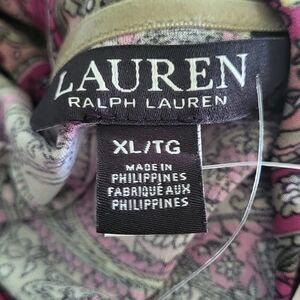 LAUREN
RALPH LAUREN
XL/TG
MADE IN
PHILIPPINES
FABRIQUÉ AUX
PHILIPPINES